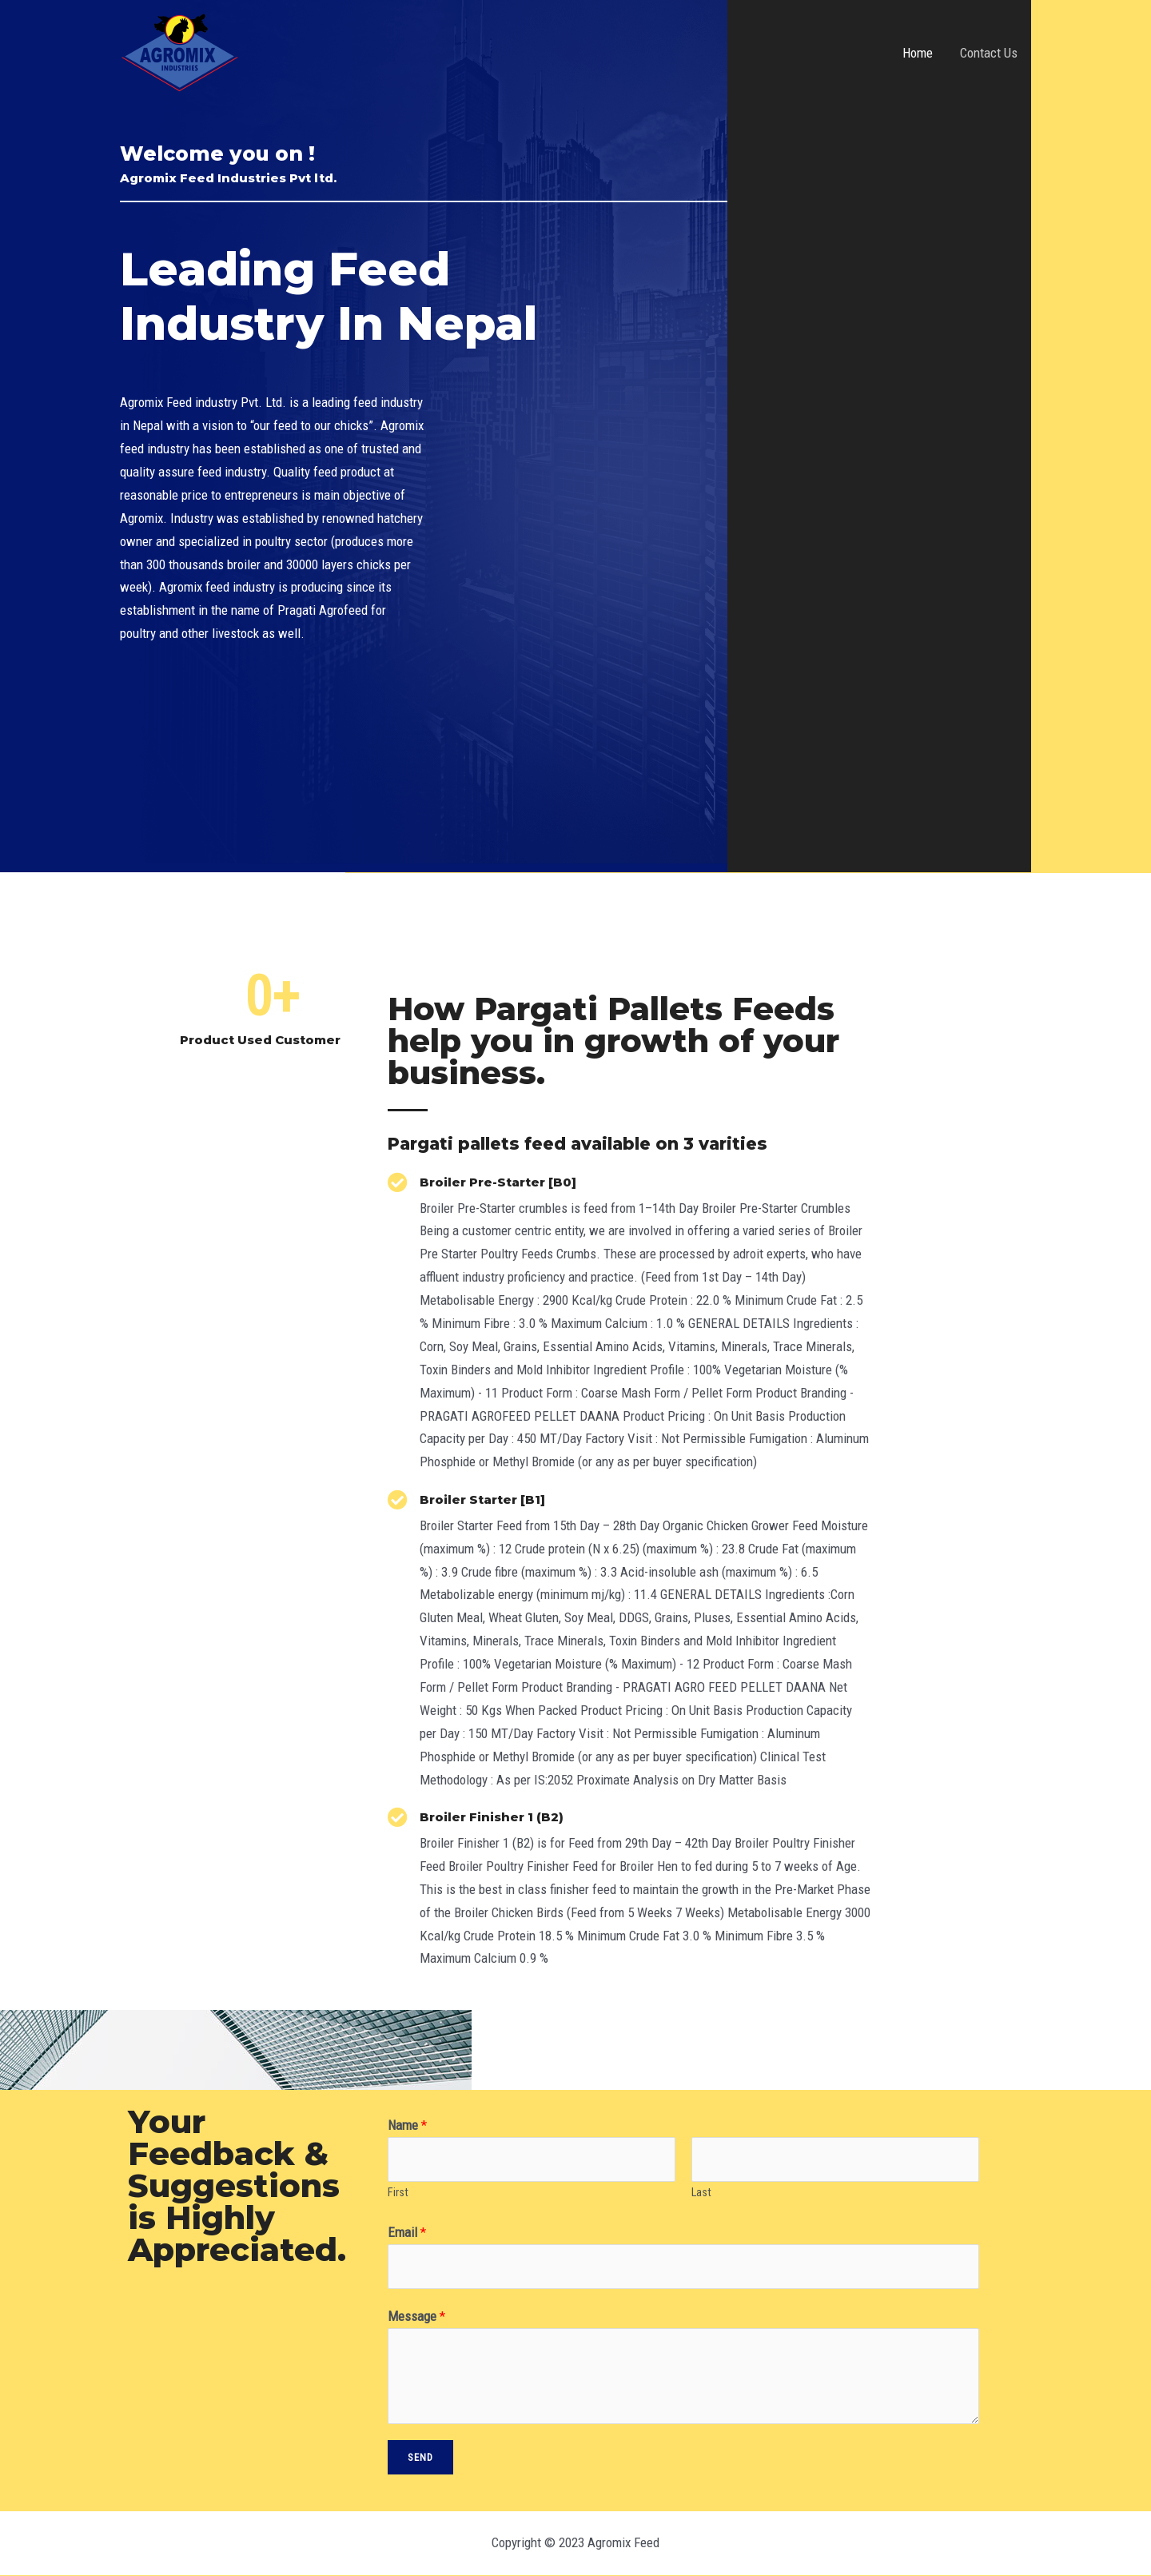 AGROMIX
INDUSTRIES
Home Contact Us
Welcome you on !
Agromix Feed Industries Pvt ltd.
Leading Feed
Industry In Nepal
Agromix Feed industry Pvt. Ltd. is a leading feed industry
in Nepal with a vision to “our feed to our chicks”. Agromix
feed industry has been established as one of trusted and
quality assure feed industry. Quality feed product at
reasonable price to entrepreneurs is main objective of
Agromix. Industry was established by renowned hatchery
owner and specialized in poultry sector (produces more
than 300 thousands broiler and 30000 layers chicks per
week). Agromix feed industry is producing since its
establishment in the name of Pragati Agrofeed for
poultry and other livestock as well.
0+
Product Used Customer
How Pargati Pallets Feeds
help you in growth of your
business.
Pargati pallets feed available on 3 varities
Broiler Pre-Starter [B0]
Broiler Pre-Starter crumbles is feed from 1–14th Day Broiler Pre-Starter Crumbles
Being a customer centric entity, we are involved in offering a varied series of Broiler
Pre Starter Poultry Feeds Crumbs. These are processed by adroit experts, who have
affluent industry proficiency and practice. (Feed from 1st Day – 14th Day)
Metabolisable Energy : 2900 Kcal/kg Crude Protein : 22.0 % Minimum Crude Fat : 2.5
% Minimum Fibre : 3.0 % Maximum Calcium : 1.0 % GENERAL DETAILS Ingredients :
Corn, Soy Meal, Grains, Essential Amino Acids, Vitamins, Minerals, Trace Minerals,
Toxin Binders and Mold Inhibitor Ingredient Profile : 100% Vegetarian Moisture (%
Maximum) - 11 Product Form : Coarse Mash Form / Pellet Form Product Branding -
PRAGATI AGROFEED PELLET DAANA Product Pricing : On Unit Basis Production
Capacity per Day : 450 MT/Day Factory Visit : Not Permissible Fumigation : Aluminum
Phosphide or Methyl Bromide (or any as per buyer specification)
Broiler Starter [B1]
Broiler Starter Feed from 15th Day – 28th Day Organic Chicken Grower Feed Moisture
(maximum %) : 12 Crude protein (N x 6.25) (maximum %) : 23.8 Crude Fat (maximum
%) : 3.9 Crude fibre (maximum %) : 3.3 Acid-insoluble ash (maximum %) : 6.5
Metabolizable energy (minimum mj/kg) : 11.4 GENERAL DETAILS Ingredients :Corn
Gluten Meal, Wheat Gluten, Soy Meal, DDGS, Grains, Pluses, Essential Amino Acids,
Vitamins, Minerals, Trace Minerals, Toxin Binders and Mold Inhibitor Ingredient
Profile : 100% Vegetarian Moisture (% Maximum) - 12 Product Form : Coarse Mash
Form / Pellet Form Product Branding - PRAGATI AGRO FEED PELLET DAANA Net
Weight : 50 Kgs When Packed Product Pricing : On Unit Basis Production Capacity
per Day : 150 MT/Day Factory Visit : Not Permissible Fumigation : Aluminum
Phosphide or Methyl Bromide (or any as per buyer specification) Clinical Test
Methodology : As per IS:2052 Proximate Analysis on Dry Matter Basis
Broiler Finisher 1 (B2)
Broiler Finisher 1 (B2) is for Feed from 29th Day – 42th Day Broiler Poultry Finisher
Feed Broiler Poultry Finisher Feed for Broiler Hen to fed during 5 to 7 weeks of Age.
This is the best in class finisher feed to maintain the growth in the Pre-Market Phase
of the Broiler Chicken Birds (Feed from 5 Weeks 7 Weeks) Metabolisable Energy 3000
Kcal/kg Crude Protein 18.5 % Minimum Crude Fat 3.0 % Minimum Fibre 3.5 %
Maximum Calcium 0.9 %
Your
Feedback &
Suggestions
is Highly
Appreciated.
Name *
First Last
Email *
Message *
SEND
Copyright © 2023 Agromix Feed